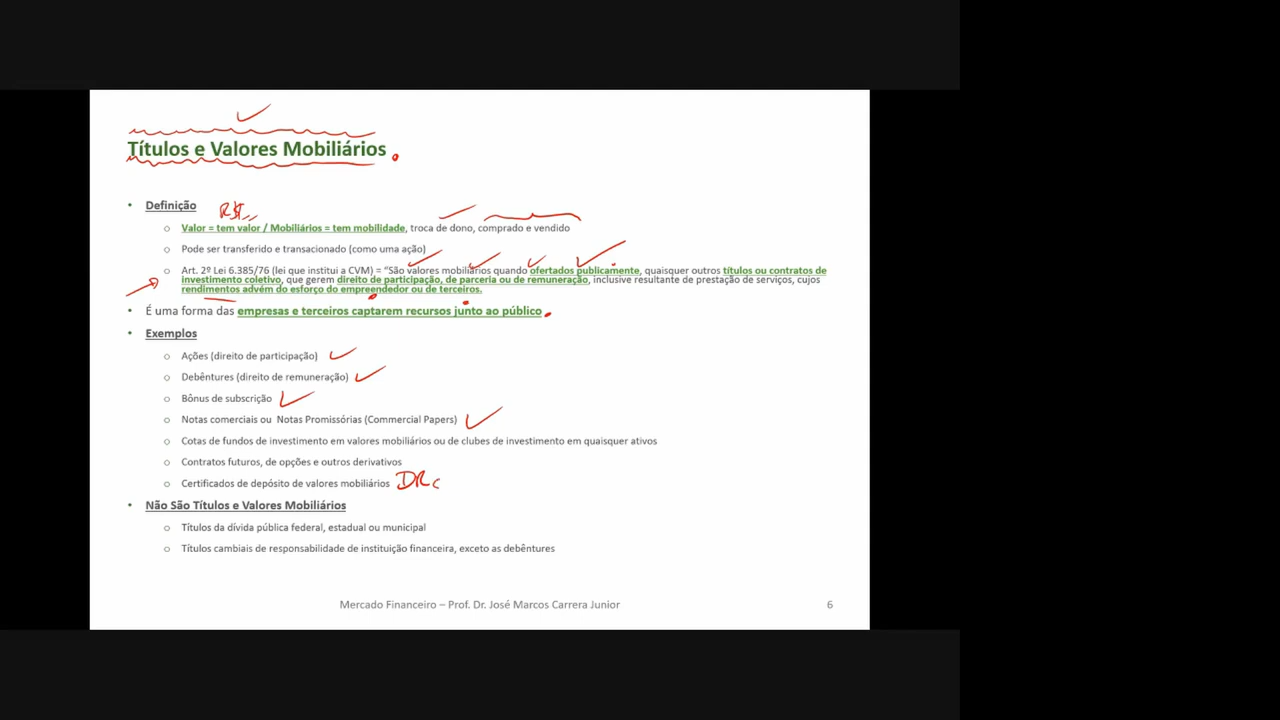 Títulos e Valores Mobiliários
• Definição
R$
o Valor = tem valor / Mobiliários = tem mobilidade, troca de dono, comprado e vendido
o Pode ser transferido e transacionado (como uma ação)
o Art. 2º Lei 6.385/76 (lei que institui a CVM) = “São valores mobiliários quando ofertados publicamente, quaisquer outros títulos ou contratos de
investimento coletivo, que gerem direito de participação, de parceria ou de remuneração, inclusive resultante de prestação de serviços, cujos
rendimentos advém do esforço do empreendedor ou de terceiros.
• É uma forma das empresas e terceiros captarem recursos junto ao público
• Exemplos
o Ações (direito de participação)
o Debêntures (direito de remuneração)
o Bônus de subscrição
o Notas comerciais ou Notas Promissórias (Commercial Papers)
o Cotas de fundos de investimento em valores mobiliários ou de clubes de investimento em quaisquer ativos
o Contratos futuros, de opções e outros derivativos
o Certificados de depósito de valores mobiliários DR
• Não São Títulos e Valores Mobiliários
o Títulos da dívida pública federal, estadual ou municipal
o Títulos cambiais de responsabilidade de instituição financeira, exceto as debêntures
Mercado Financeiro – Prof. Dr. José Marcos Carrera Junior 6